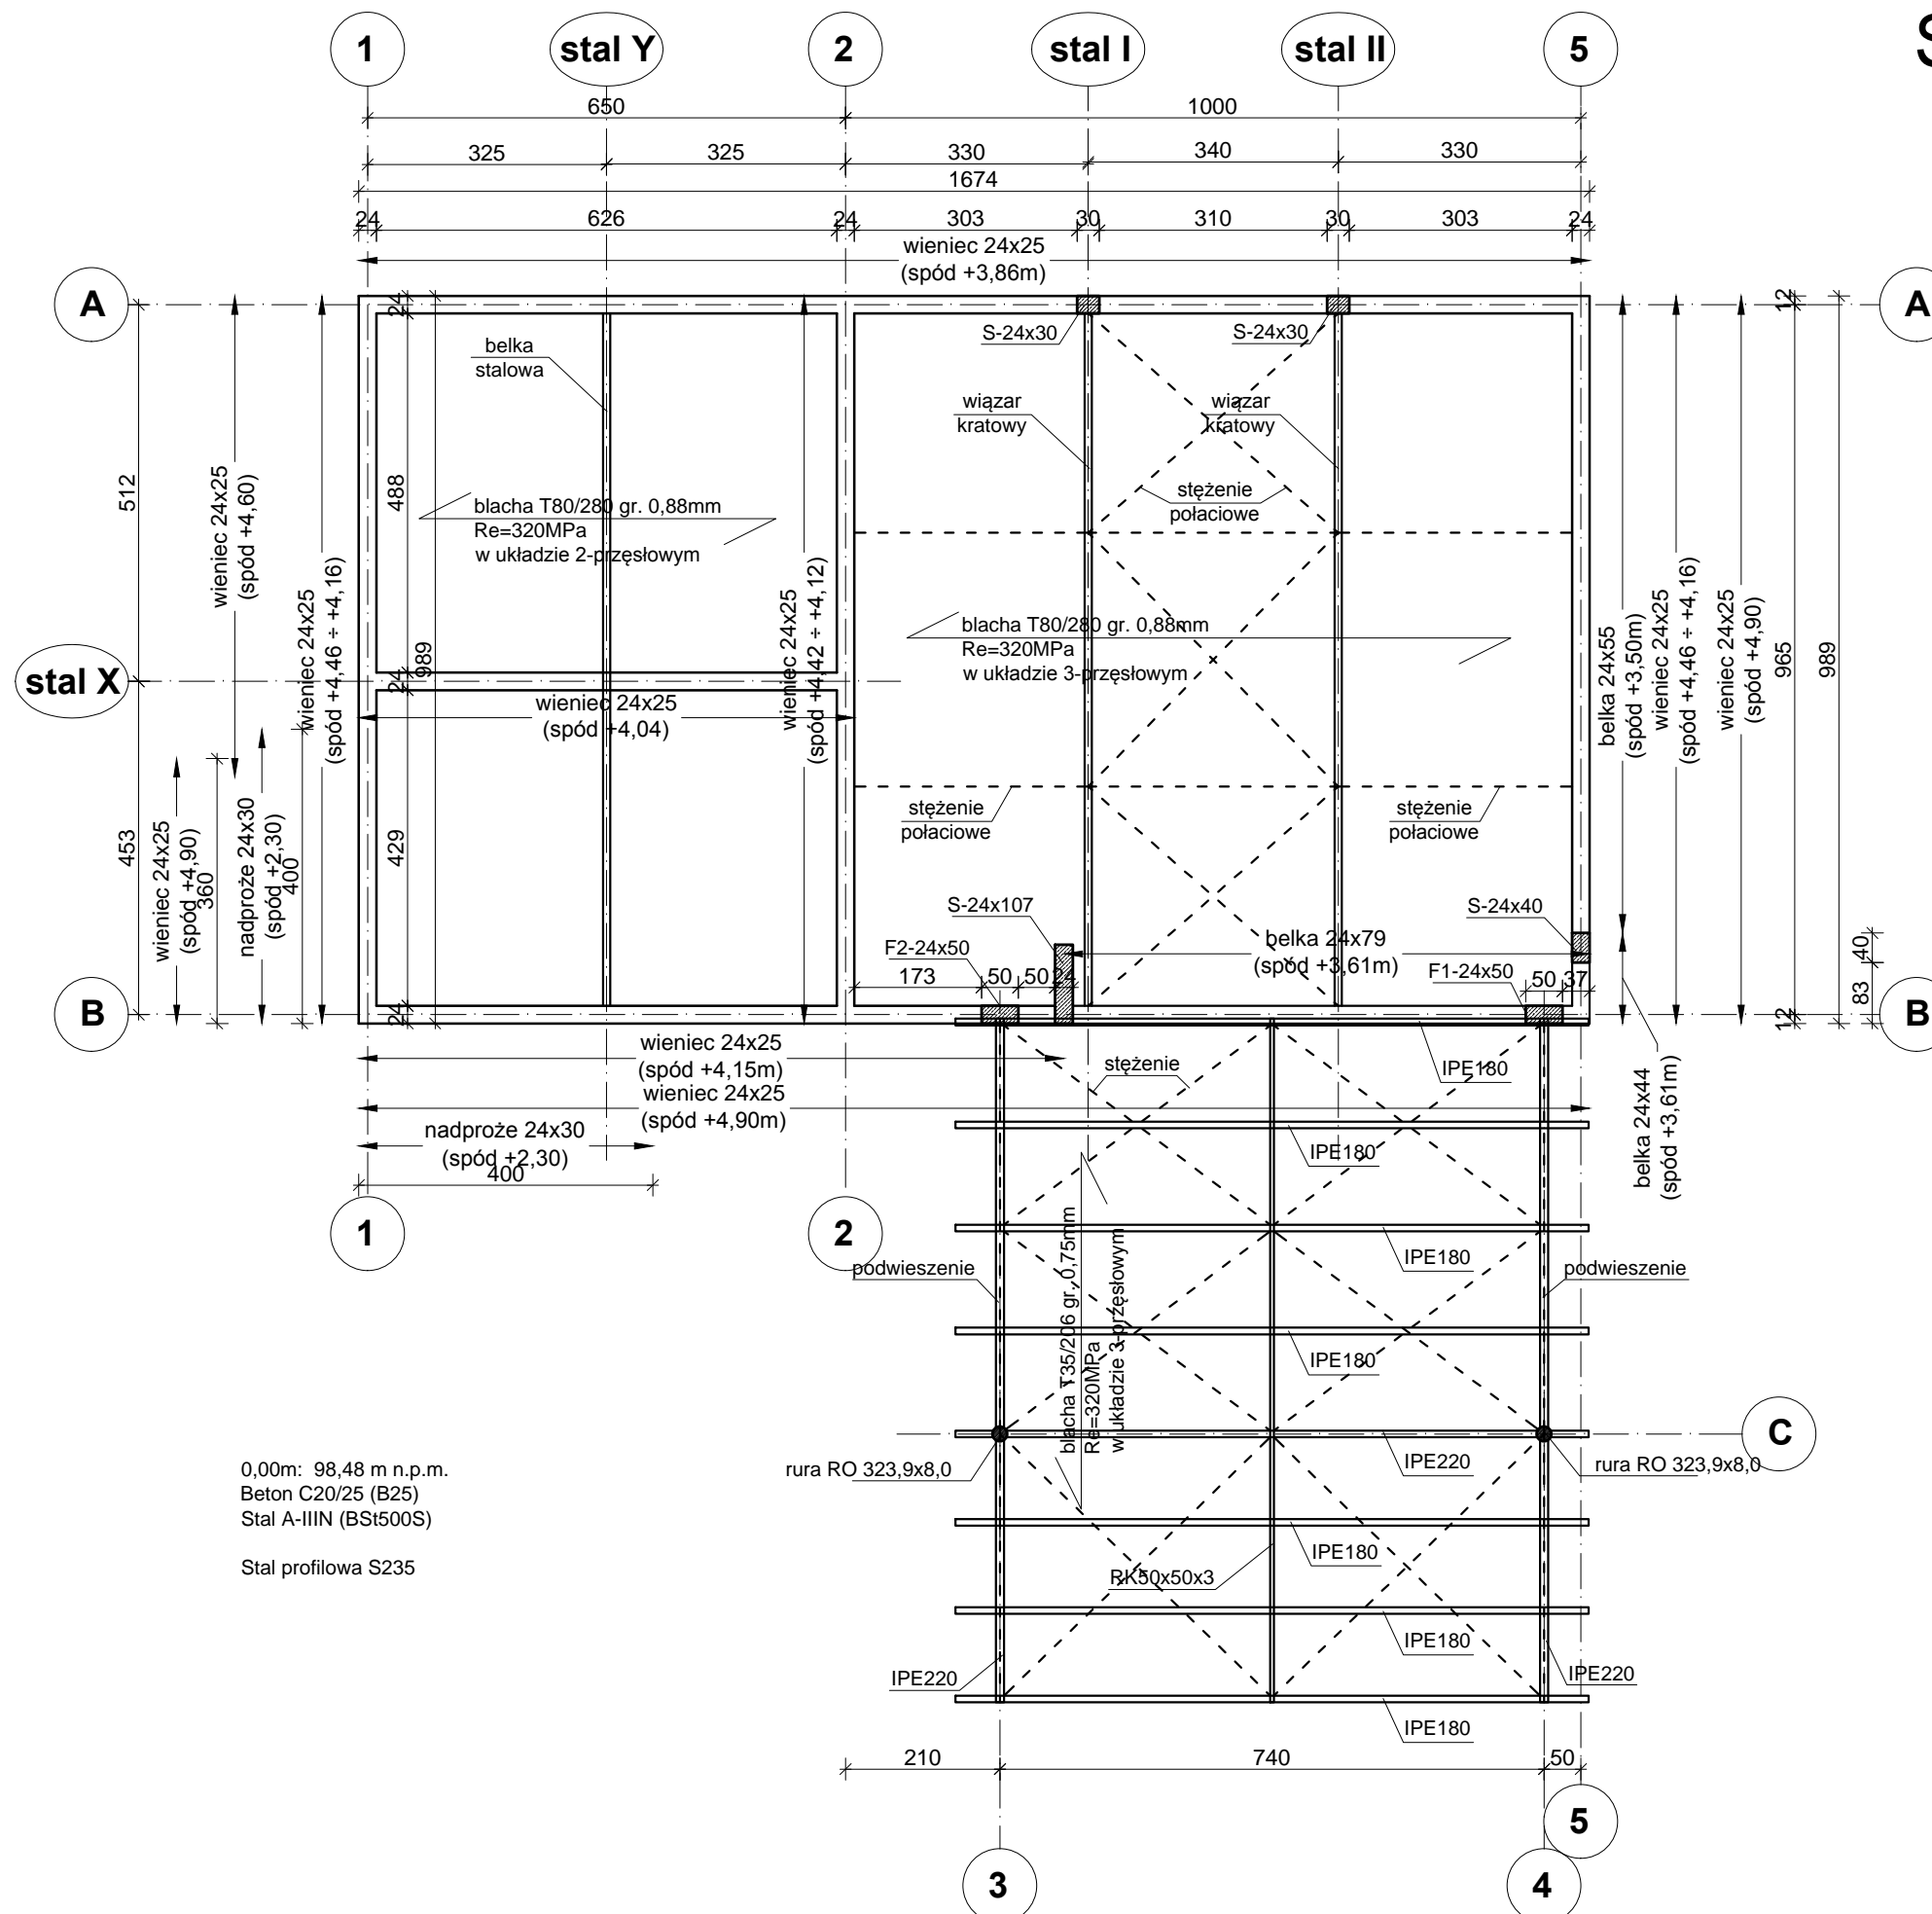 1
stal Y
2
stal I
stal II
5
S
650
1000
325
325
330
340
330
1674
24
626
24
303
30
310
30
303
24
wieniec 24x25
(spód +3,86m)
A
A
24
12
S-24x30
S-24x30
belka
stalowa
wiązar
kratowy
wiązar
kratowy
512
wieniec 24x25
(spód +4,60)
488
blacha T80/280 gr. 0,88mm
Re=320MPa
w układzie 2-przęsłowym
stężenie
połaciowe
wieniec 24x25
(spód +4,46 ÷ +4,16)
989
wieniec 24x25
(spód +4,42 ÷ +4,12)
blacha T80/280 gr. 0,88mm
Re=320MPa
w układzie 3-przęsłowym
belka 24x55
(spód +3,50m)
wieniec 24x25
(spód +4,46 ÷ +4,16)
wieniec 24x25
(spód +4,90)
965
989
stal X
24
wieniec 24x25
(spód +4,04)
453
wieniec 24x25
(spód +4,90)
360
nadproże 24x30
(spód +2,30)
400
429
stężenie
połaciowe
stężenie
połaciowe
S-24x107
S-24x40
F2-24x50
belka 24x79
(spód +3,61m)
F1-24x50
173
50
50
24
50
37
40
83
B
24
12
B
wieniec 24x25
(spód +4,15m)
stężenie
IPE180
wieniec 24x25
(spód +4,90m)
belka 24x44
(spód +3,61m)
nadproże 24x30
(spód +2,30)
400
IPE180
1
2
IPE180
podwieszenie
podwieszenie
blacha T35/206 gr. 0,75mm
Re=320MPa
w układzie 3-przęsłowym
IPE180
C
IPE220
rura RO 323,9x8,0
rura RO 323,9x8,0
0,00m: 98,48 m n.p.m.
Beton C20/25 (B25)
Stal A-IIIN (BSt500S)
Stal profilowa S235
IPE180
RK50x50x3
IPE180
IPE220
IPE220
IPE180
210
740
50
5
3
4